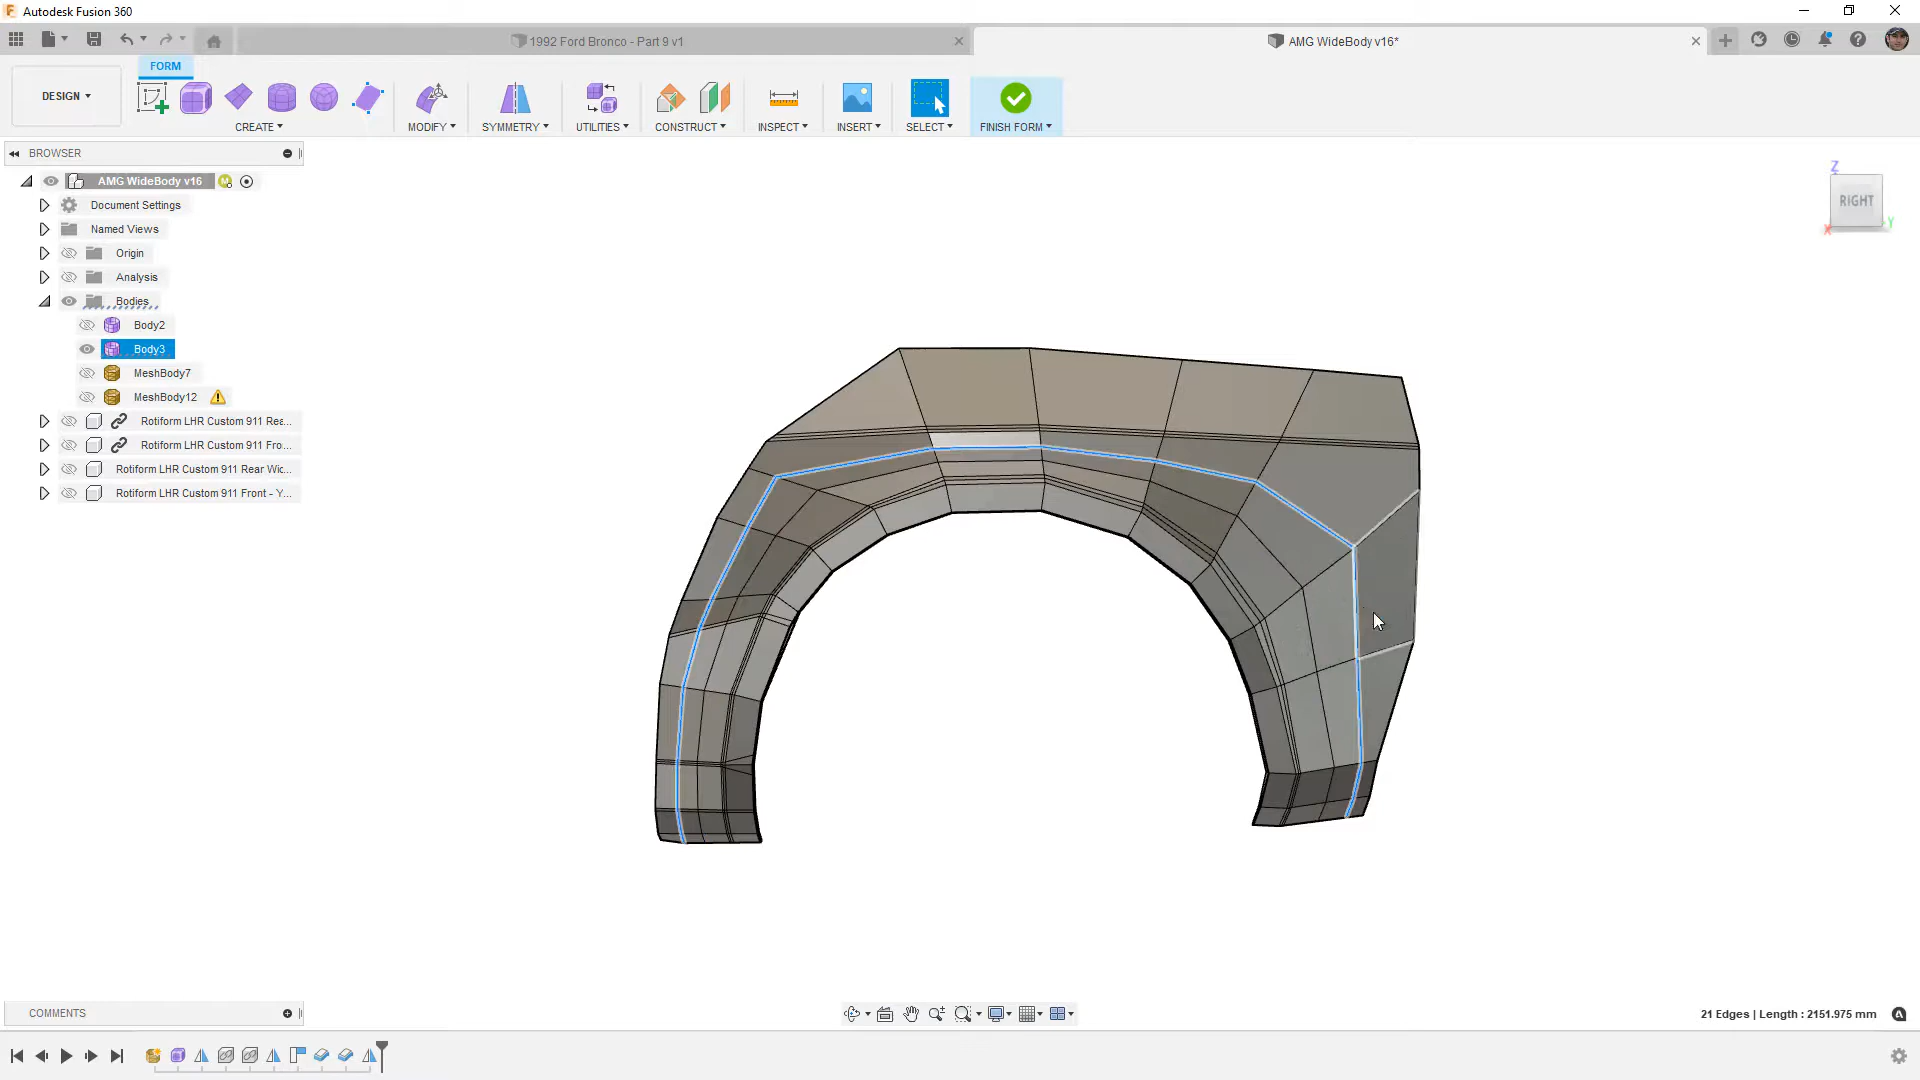 Autodesk Fusion 360
1992 Ford Bronco - Part 9 v1
AMG WideBody v16*
FORM
DESIGN
CREATE
MODIFY
SYMMETRY
UTILITIES
CONSTRUCT
INSPECT
INSERT
SELECT
FINISH FORM
BROWSER
AMG WideBody v16
Document Settings
Named Views
Origin
Analysis
Bodies
Body2
Body3
MeshBody7
MeshBody12
Rotiform LHR Custom 911 Rea...
Rotiform LHR Custom 911 Fro...
Rotiform LHR Custom 911 Rear Wic...
Rotiform LHR Custom 911 Front - Y...
Z
RIGHT
X
Y
COMMENTS
21 Edges | Length : 2151.975 mm